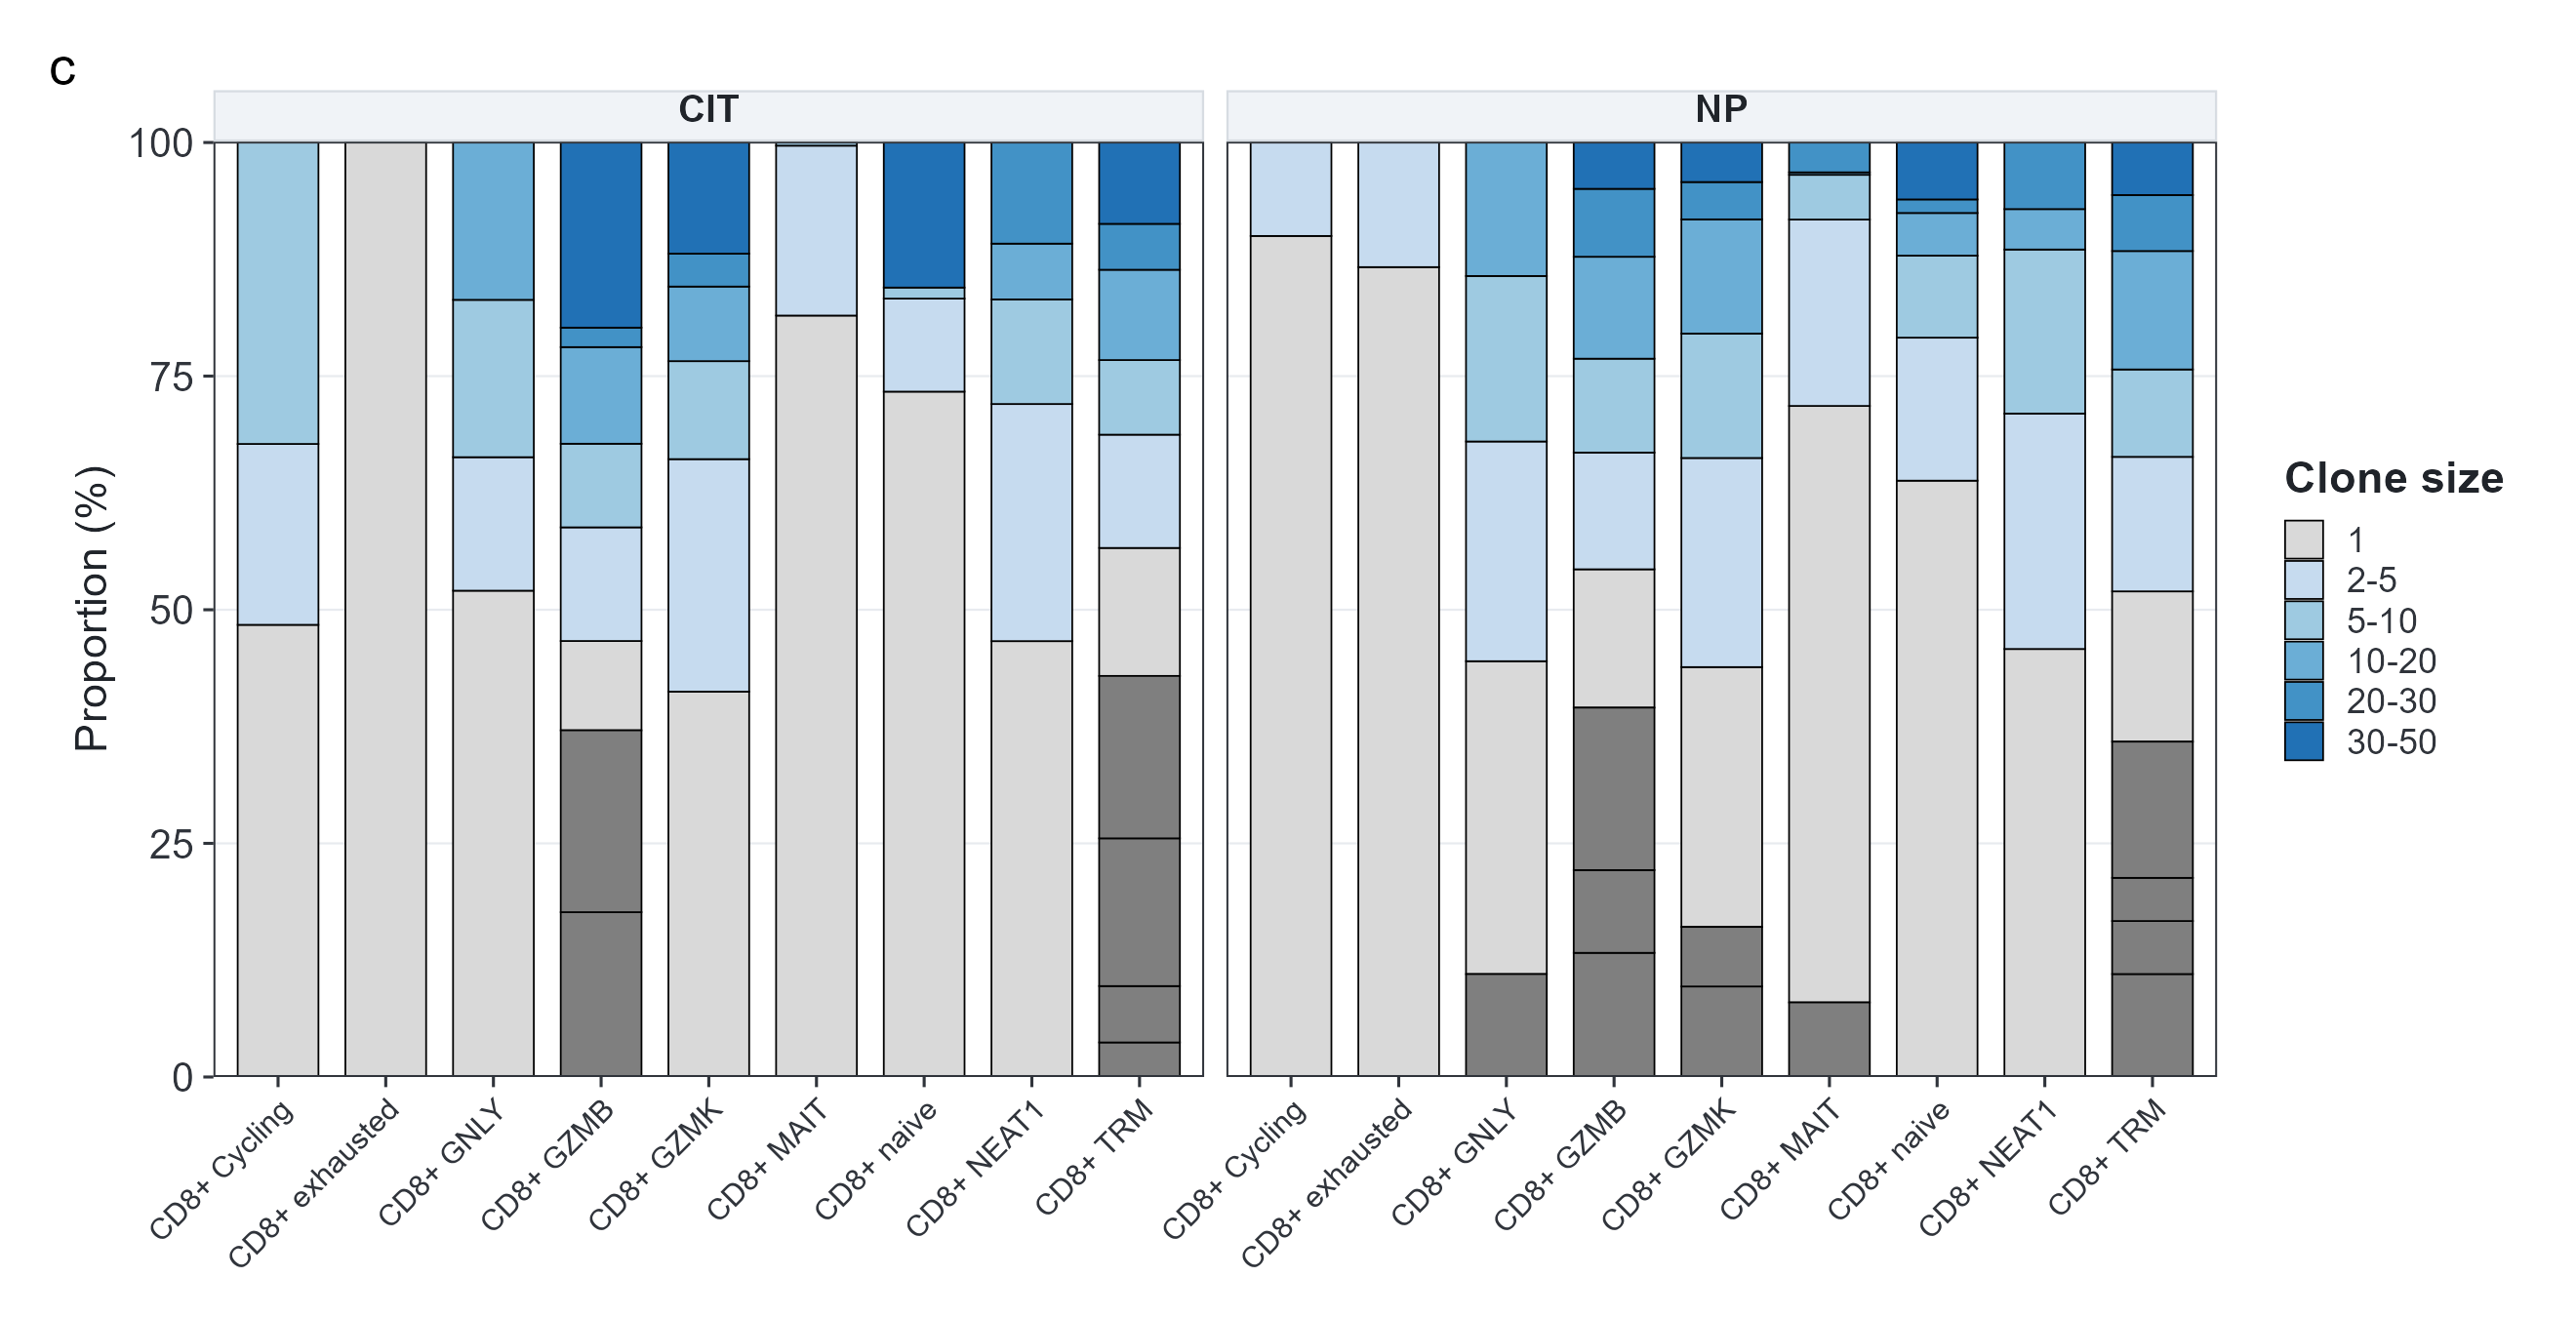 c
CIT
NP
Proportion (%)
100
75
50
25
0
CD8+ Cycling
CD8+ exhausted
CD8+ GNLY
CD8+ GZMB
CD8+ GZMK
CD8+ MAIT
CD8+ naive
CD8+ NEAT1
CD8+ TRM
CD8+ Cycling
CD8+ exhausted
CD8+ GNLY
CD8+ GZMB
CD8+ GZMK
CD8+ MAIT
CD8+ naive
CD8+ NEAT1
CD8+ TRM
Clone size
1
2-5
5-10
10-20
20-30
30-50